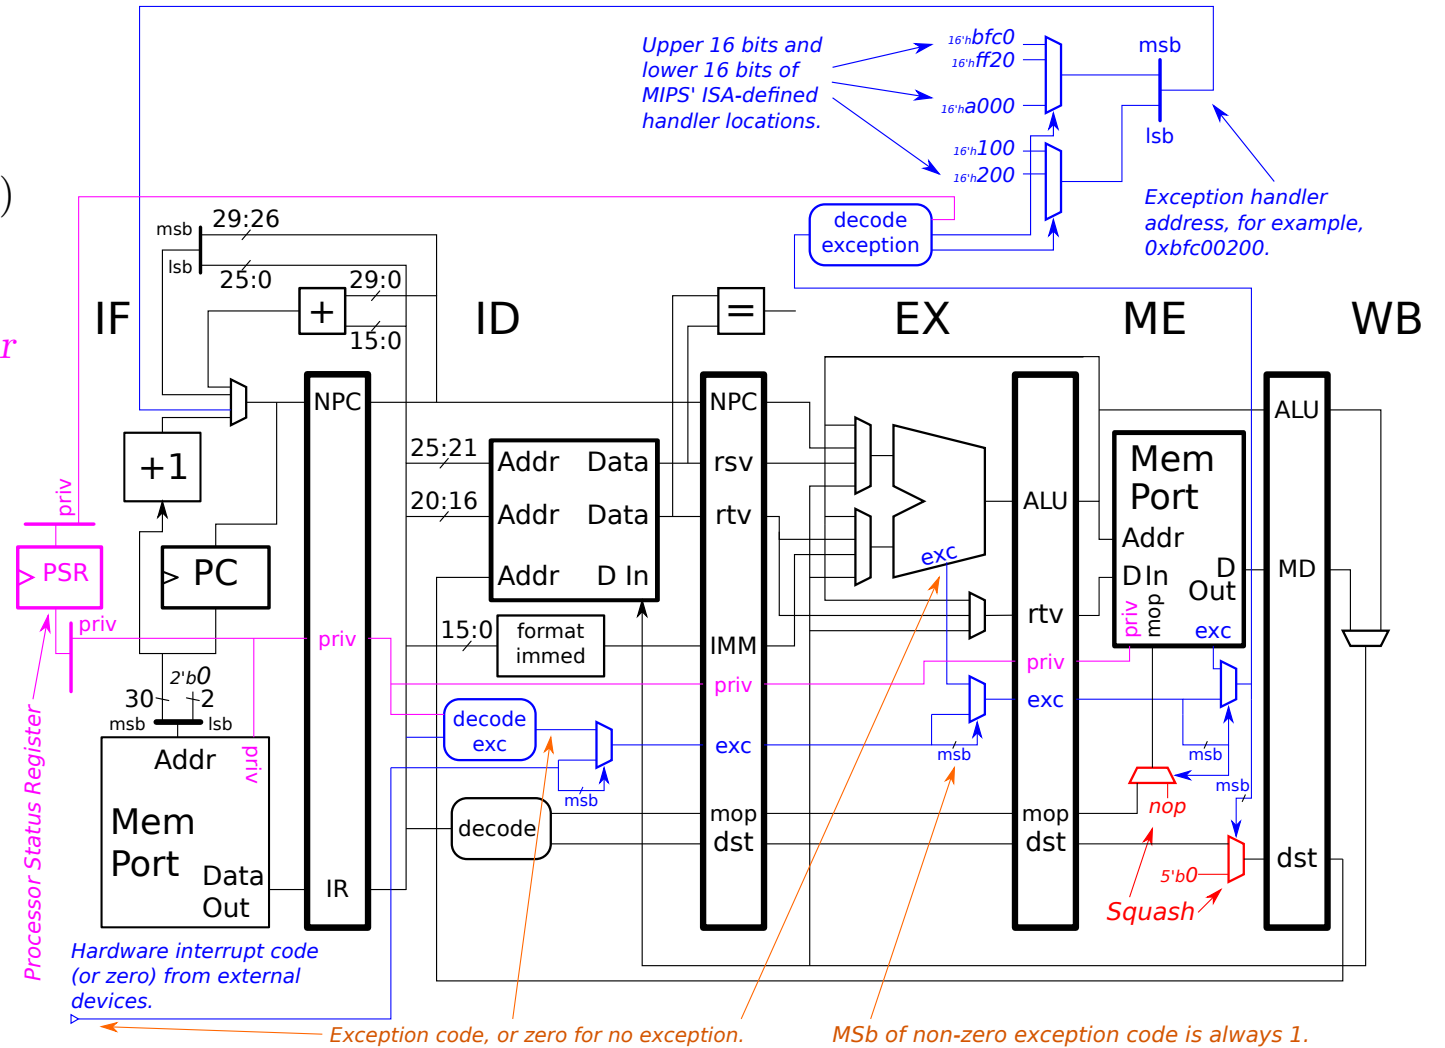 Upper 16 bits and
lower 16 bits of
MIPS' ISA-defined
handler locations.
16'hbfc0
16'hff20
16'ha000
16'h100
16'h200
msb
lsb
Exception handler
address, for example,
0xbfc00200.
decode
exception
)
r
msb
29:26
lsb
25:0
29:0
15:0
+
=
IF
ID
EX
ME
WB
NPC
NPC
ALU
+1
25:21
Addr
Data
rsv
20:16
Addr
Data
rtv
Addr
D In
priv
PSR
PC
priv
priv
15:0
format
immed
IMM
priv
exc
ALU
rtv
priv
exc
Mem
Port
Addr
D In
D
Out
priv
mop
exc
MD
2'b0
30
2
msb
lsb
Addr
priv
Mem
Port
Data
Out
IR
decode
exc
msb
exc
msb
msb
msb
decode
mop
dst
mop
dst
nop
5'b0
dst
Squash
Processor Status Register
Hardware interrupt code
(or zero) from external
devices.
Exception code, or zero for no exception.
MSb of non-zero exception code is always 1.